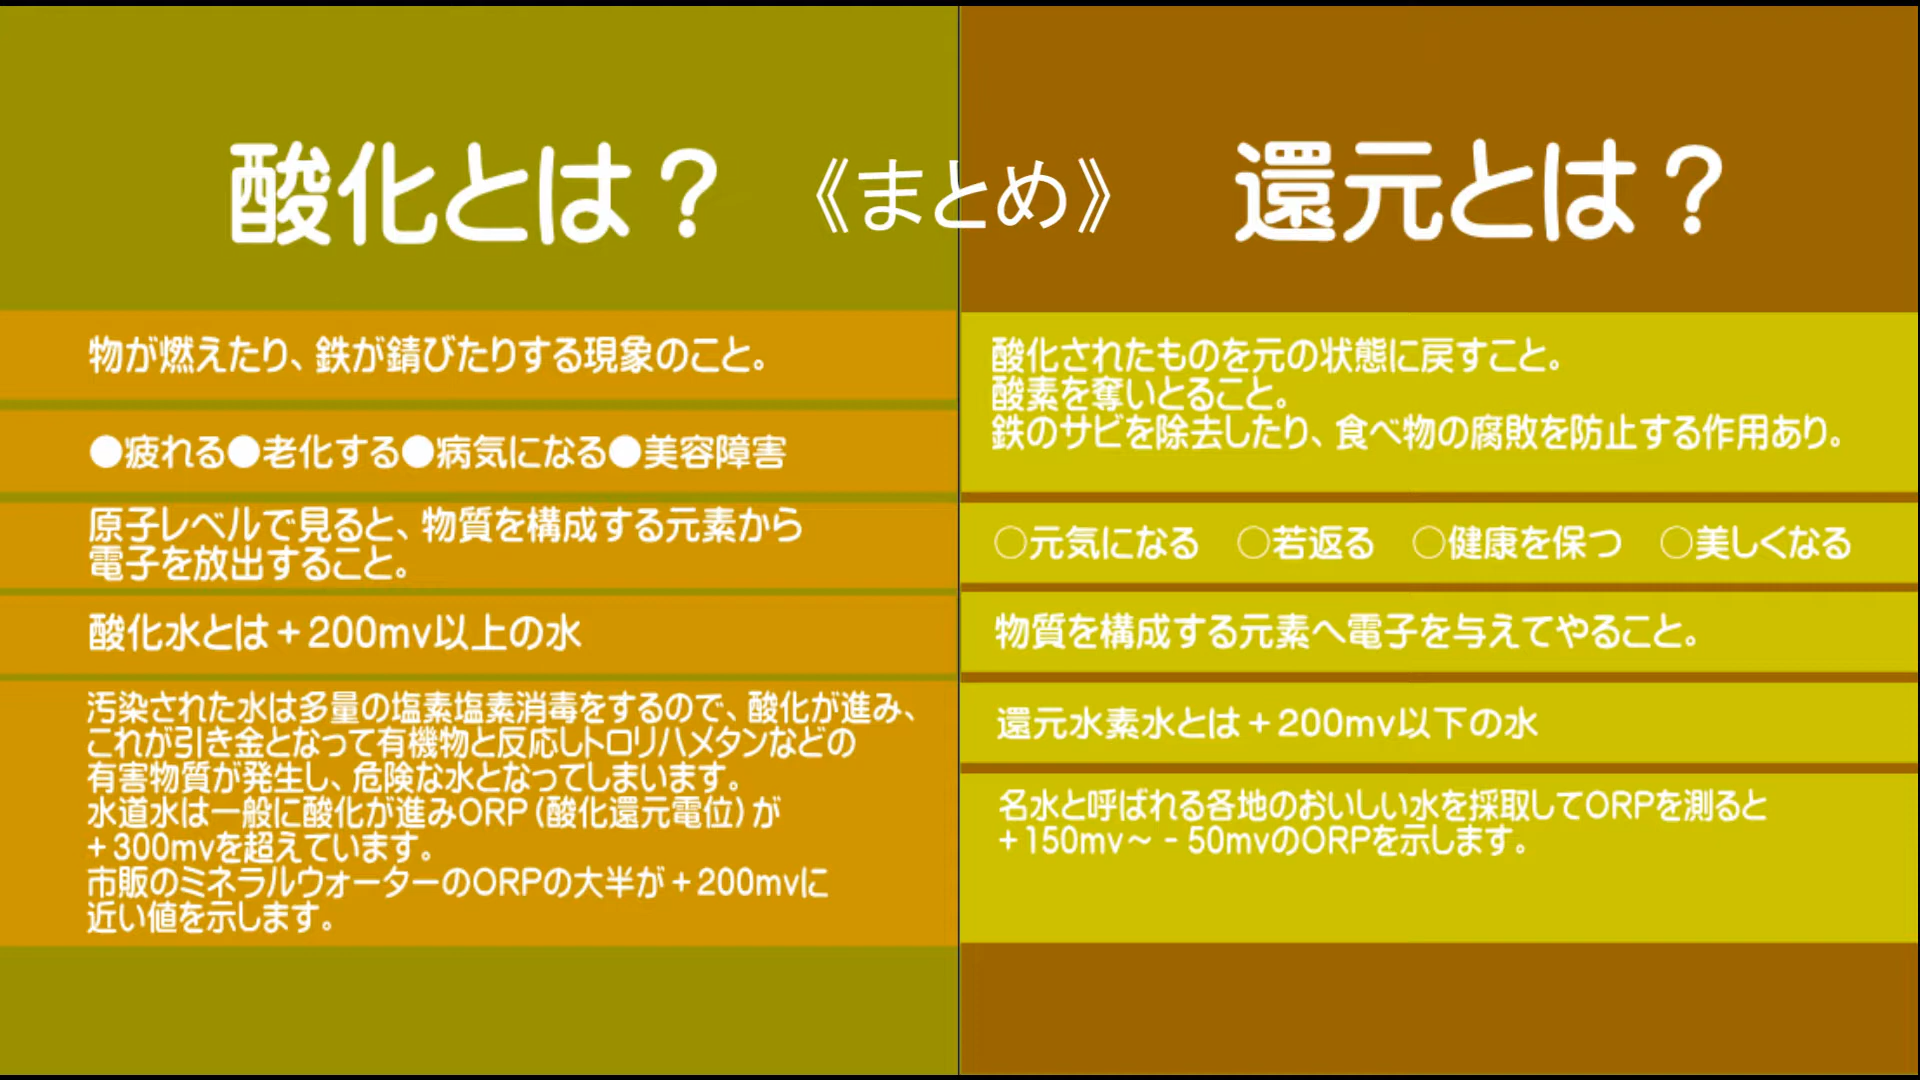 酸化とは？
《まとめ》
還元とは？
物が燃えたり、鉄が錆びたりする現象のこと。
●疲れる●老化する●病気になる●美容障害
原子レベルで見ると、物質を構成する元素から
電子を放出すること。
酸化水とは＋200mv以上の水
汚染された水は多量の塩素塩素消毒をするので、酸化が進み、
これが引き金となって有機物と反応しトロリハメタンなどの
有害物質が発生し、危険な水となってしまいます。
水道水は一般に酸化が進みORP（酸化還元電位）が
＋300mvを超えています。
市販のミネラルウォーターのORPの大半が＋200mvに
近い値を示します。
酸化されたものを元の状態に戻すこと。
酸素を奪いとること。
鉄のサビを除去したり、食べ物の腐敗を防止する作用あり。
○元気になる　○若返る　○健康を保つ　○美しくなる
物質を構成する元素へ電子を与えてやること。
還元水素水とは＋200mv以下の水
名水と呼ばれる各地のおいしい水を採取してORPを測ると
＋150mv～－50mvのORPを示します。